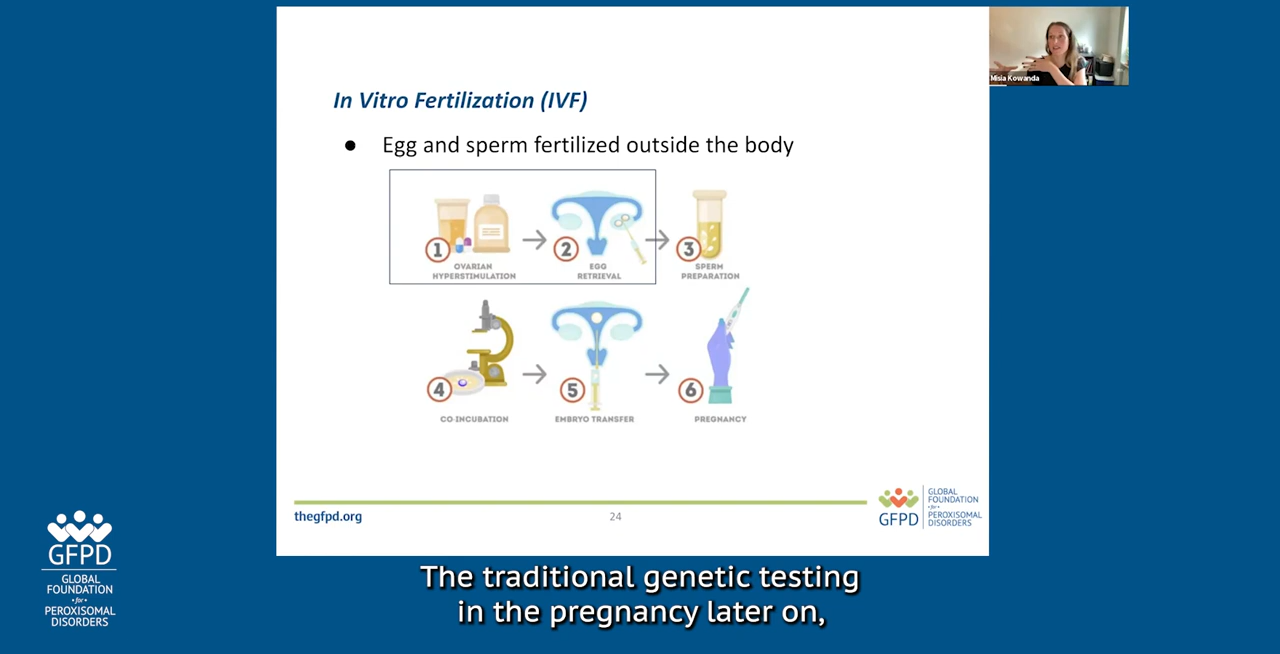 Misia Kowanda
In Vitro Fertilization (IVF)
● Egg and sperm fertilized outside the body
1
2
3
OVARIAN
HYPERSTIMULATION
EGG
RETRIEVAL
SPERM
PREPARATION
4
5
6
CO INCUBATION
EMBRYO TRANSFER
PREGNANCY
thegfpd.org
24
GFPD
GLOBAL
FOUNDATION
for
PEROXISOMAL
DISORDERS
GFPD
GLOBAL
FOUNDATION
• for •
PEROXISOMAL
DISORDERS
The traditional genetic testing
in the pregnancy later on,